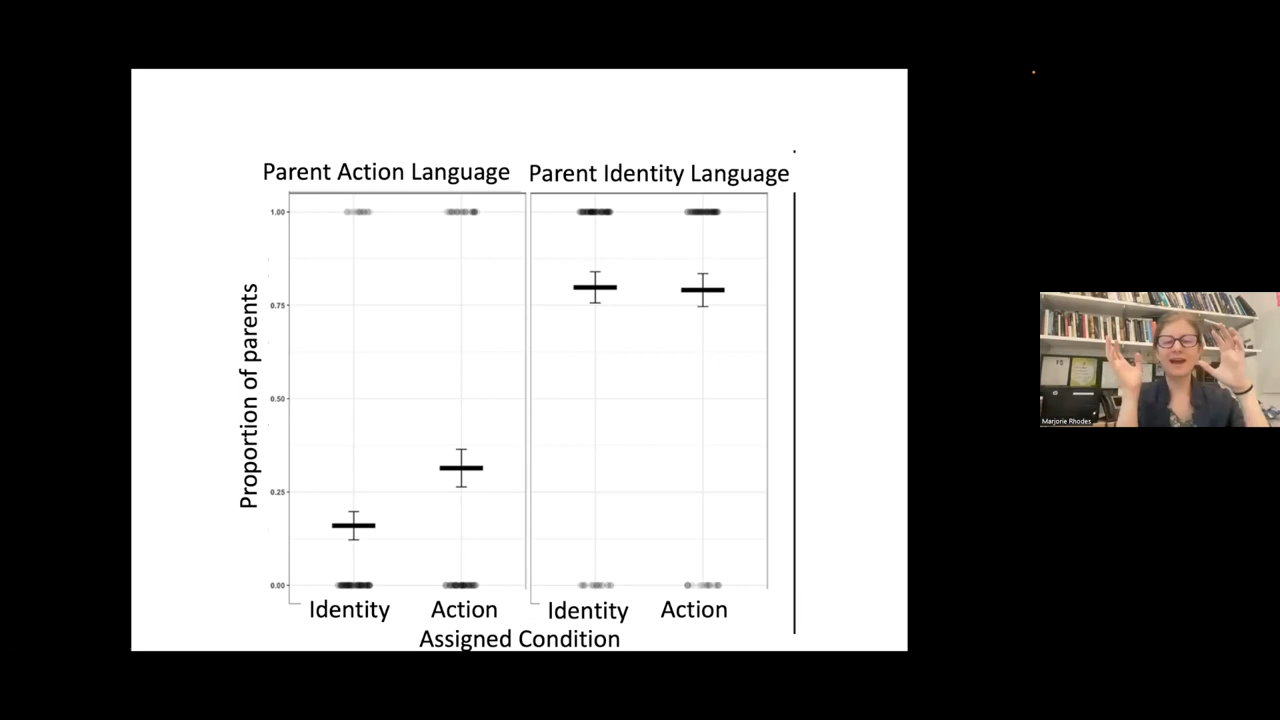 Parent Action Language
Parent Identity Language
1.00
0.75
0.50
0.25
0.00
Proportion of parents
Identity
Action
Identity
Action
Assigned Condition
Marjorie Rhodes